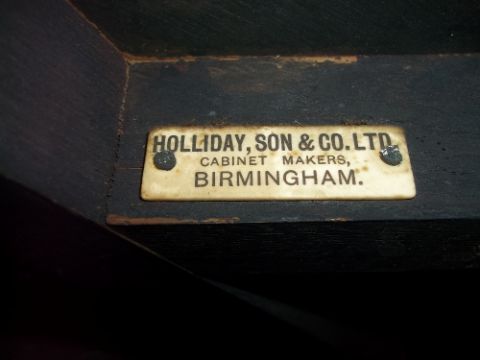 HOLLIDAY, SON & CO. LTD.
CABINET MAKERS,
BIRMINGHAM.